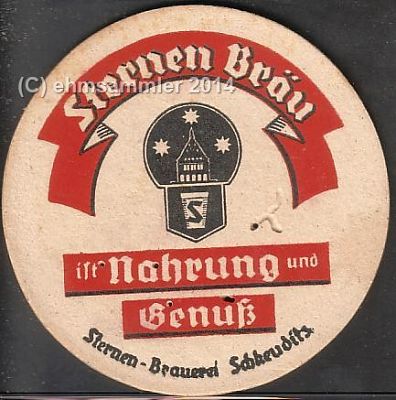 (C) ehmsammler 2014
Sternen Bräu
S
ist Nahrung und
Genuß
Sternen-Brauerei Schkeuditz